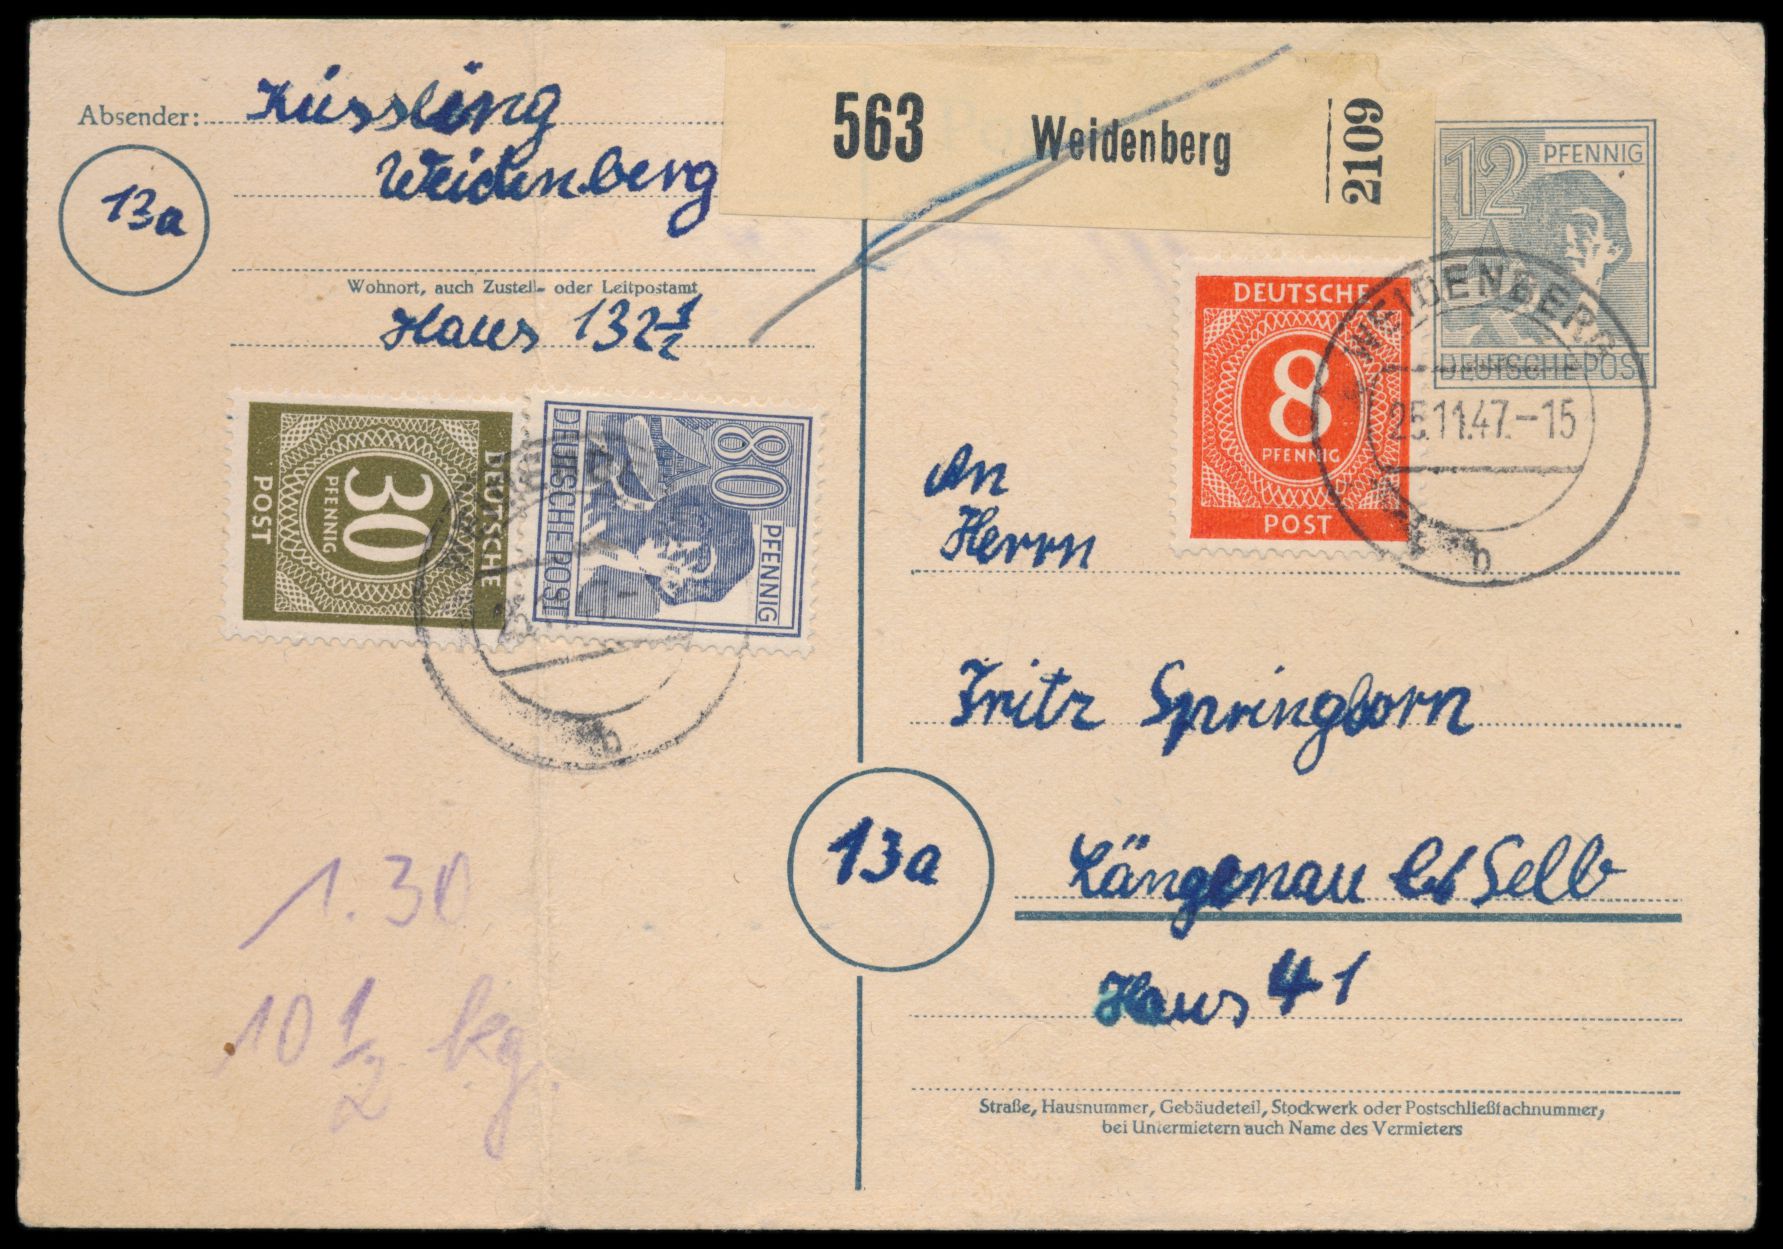 Absender: Küssling
Weidenberg
13a
Wohnort, auch Zustell- oder Leitpostamt
Haus 132 1/2
563 Weidenberg 2109
12 PFENNIG
DEUTSCHE POST
DEUTSCHE
8
PFENNIG
POST
WEIDENBERG
25.11.47.-15
b
DEUTSCHE
30
PFENNIG
POST
80 PFENNIG
DEUTSCHE POST
b
An
Herrn
Fritz Springborn
13a
Längenau bei Selb
Haus 41
Straße, Hausnummer, Gebäudeteil, Stockwerk oder Postschließfachnummer,
bei Untermietern auch Name des Vermieters
1.30
10 1/2 kg.